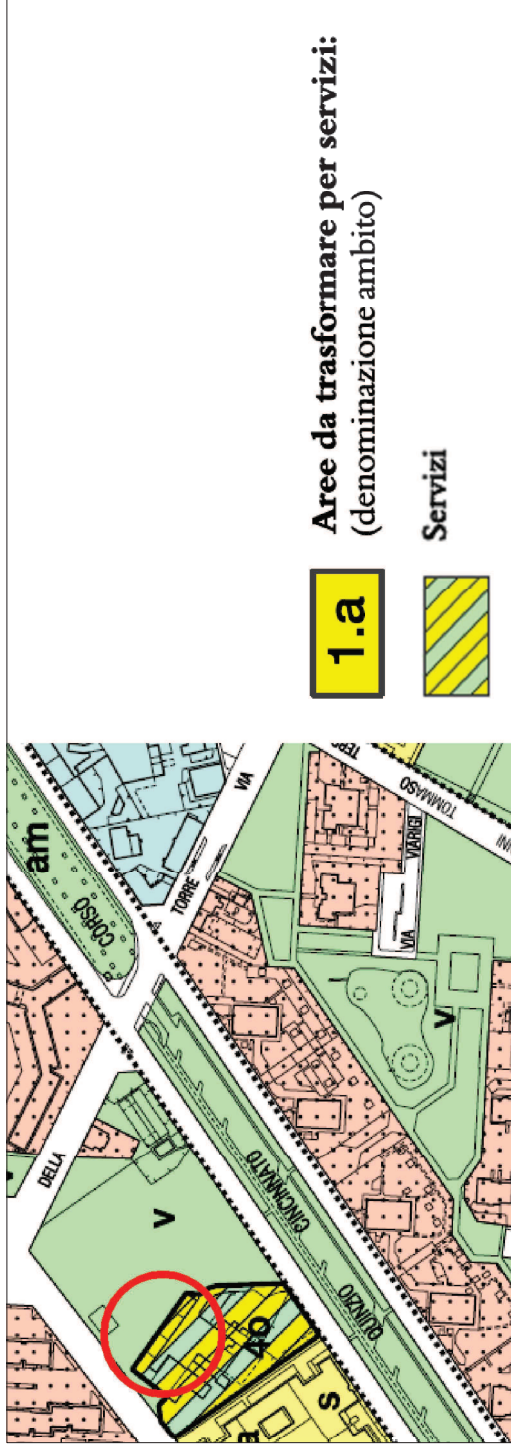 am
CORSO
DELLA
TORRE
VIA
v
v
CINCINNATO
QUINZIO
VIA
VIARIGI
TOMMASO
v
a
s
1.a
Aree da trasformare per servizi:
(denominazione ambito)
Servizi